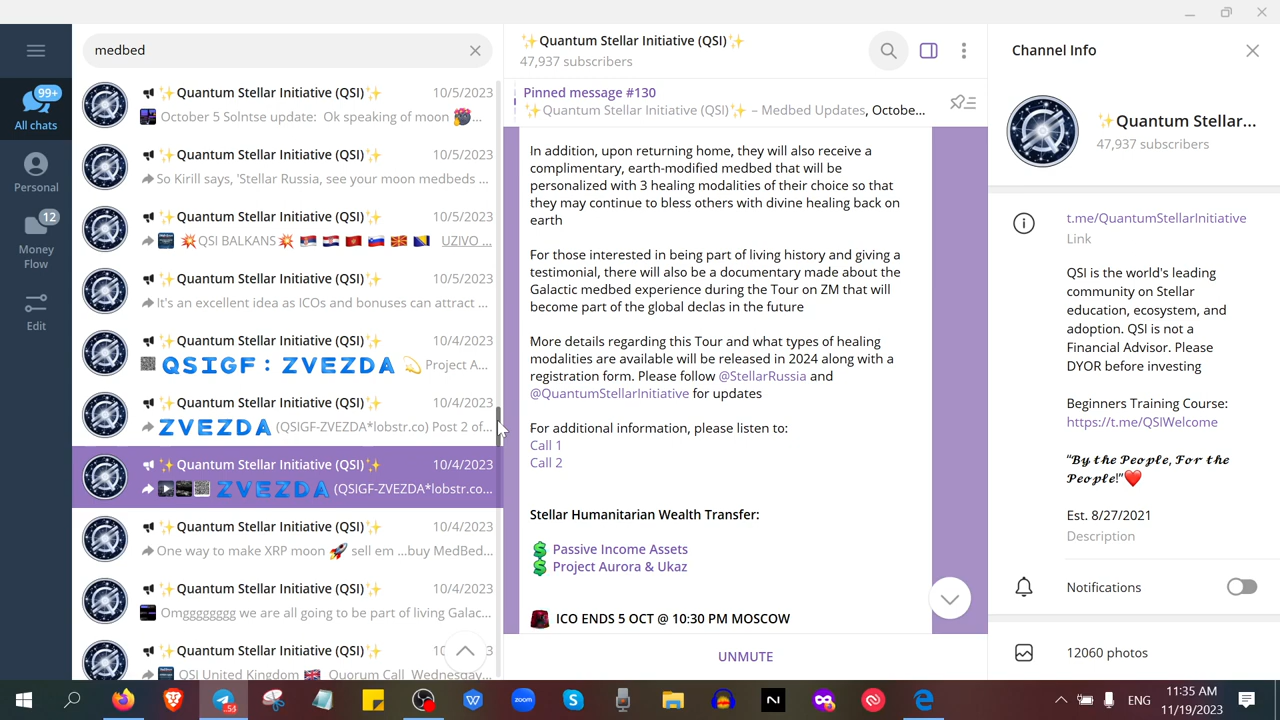 medbed
99+
All chats
Personal
12
Money
Flow
Edit
✨Quantum Stellar Initiative (QSI)✨ 10/5/2023
October 5 Solntse update: Ok speaking of moon 🌚...
✨Quantum Stellar Initiative (QSI)✨ 10/5/2023
So Kirill says, 'Stellar Russia, see your moon medbeds ...
✨Quantum Stellar Initiative (QSI)✨ 10/5/2023
💥QSI BALKANS💥 🇷🇸 🇭🇷 🇲🇪 🇸🇮 🇲🇰 🇧🇦 UZIVO ...
✨Quantum Stellar Initiative (QSI)✨ 10/5/2023
It's an excellent idea as ICOs and bonuses can attract ...
✨Quantum Stellar Initiative (QSI)✨ 10/4/2023
QSIGF : ZVEZDA 💫 Project A...
✨Quantum Stellar Initiative (QSI)✨ 10/4/2023
ZVEZDA (QSIGF-ZVEZDA*lobstr.co) Post 2 of...
✨Quantum Stellar Initiative (QSI)✨ 10/4/2023
ZVEZDA (QSIGF-ZVEZDA*lobstr.co...
✨Quantum Stellar Initiative (QSI)✨ 10/4/2023
One way to make XRP moon 🚀 sell em ...buy MedBed...
✨Quantum Stellar Initiative (QSI)✨ 10/4/2023
Omggggggg we are all going to be part of living Galac...
✨Quantum Stellar Initiative (QSI)✨
QSI United Kingdom 🇬🇧 Quorum Call Wednesday...
✨Quantum Stellar Initiative (QSI)✨
47,937 subscribers
Pinned message #130
✨Quantum Stellar Initiative (QSI)✨ – Medbed Updates, Octobe...
In addition, upon returning home, they will also receive a
complimentary, earth-modified medbed that will be
personalized with 3 healing modalities of their choice so that
they may continue to bless others with divine healing back on
earth
For those interested in being part of living history and giving a
testimonial, there will also be a documentary made about the
Galactic medbed experience during the Tour on ZM that will
become part of the global declas in the future
More details regarding this Tour and what types of healing
modalities are available will be released in 2024 along with a
registration form. Please follow @StellarRussia and
@QuantumStellarInitiative for updates
For additional information, please listen to:
Call 1
Call 2
Stellar Humanitarian Wealth Transfer:
💲 Passive Income Assets
💲 Project Aurora & Ukaz
ICO ENDS 5 OCT @ 10:30 PM MOSCOW
UNMUTE
Channel Info
✨Quantum Stellar...
47,937 subscribers
t.me/QuantumStellarInitiative
Link
QSI is the world's leading
community on Stellar
education, ecosystem, and
adoption. QSI is not a
Financial Advisor. Please
DYOR before investing
Beginners Training Course:
https://t.me/QSIWelcome
"𝓑𝔂 𝓽𝓱𝓮 𝓟𝓮𝓸𝓹𝓵𝓮, 𝓕𝓸𝓻 𝓽𝓱𝓮
𝓟𝓮𝓸𝓹𝓵𝓮!"❤️
Est. 8/27/2021
Description
Notifications
12060 photos
zoom
ENG
11:35 AM
11/19/2023